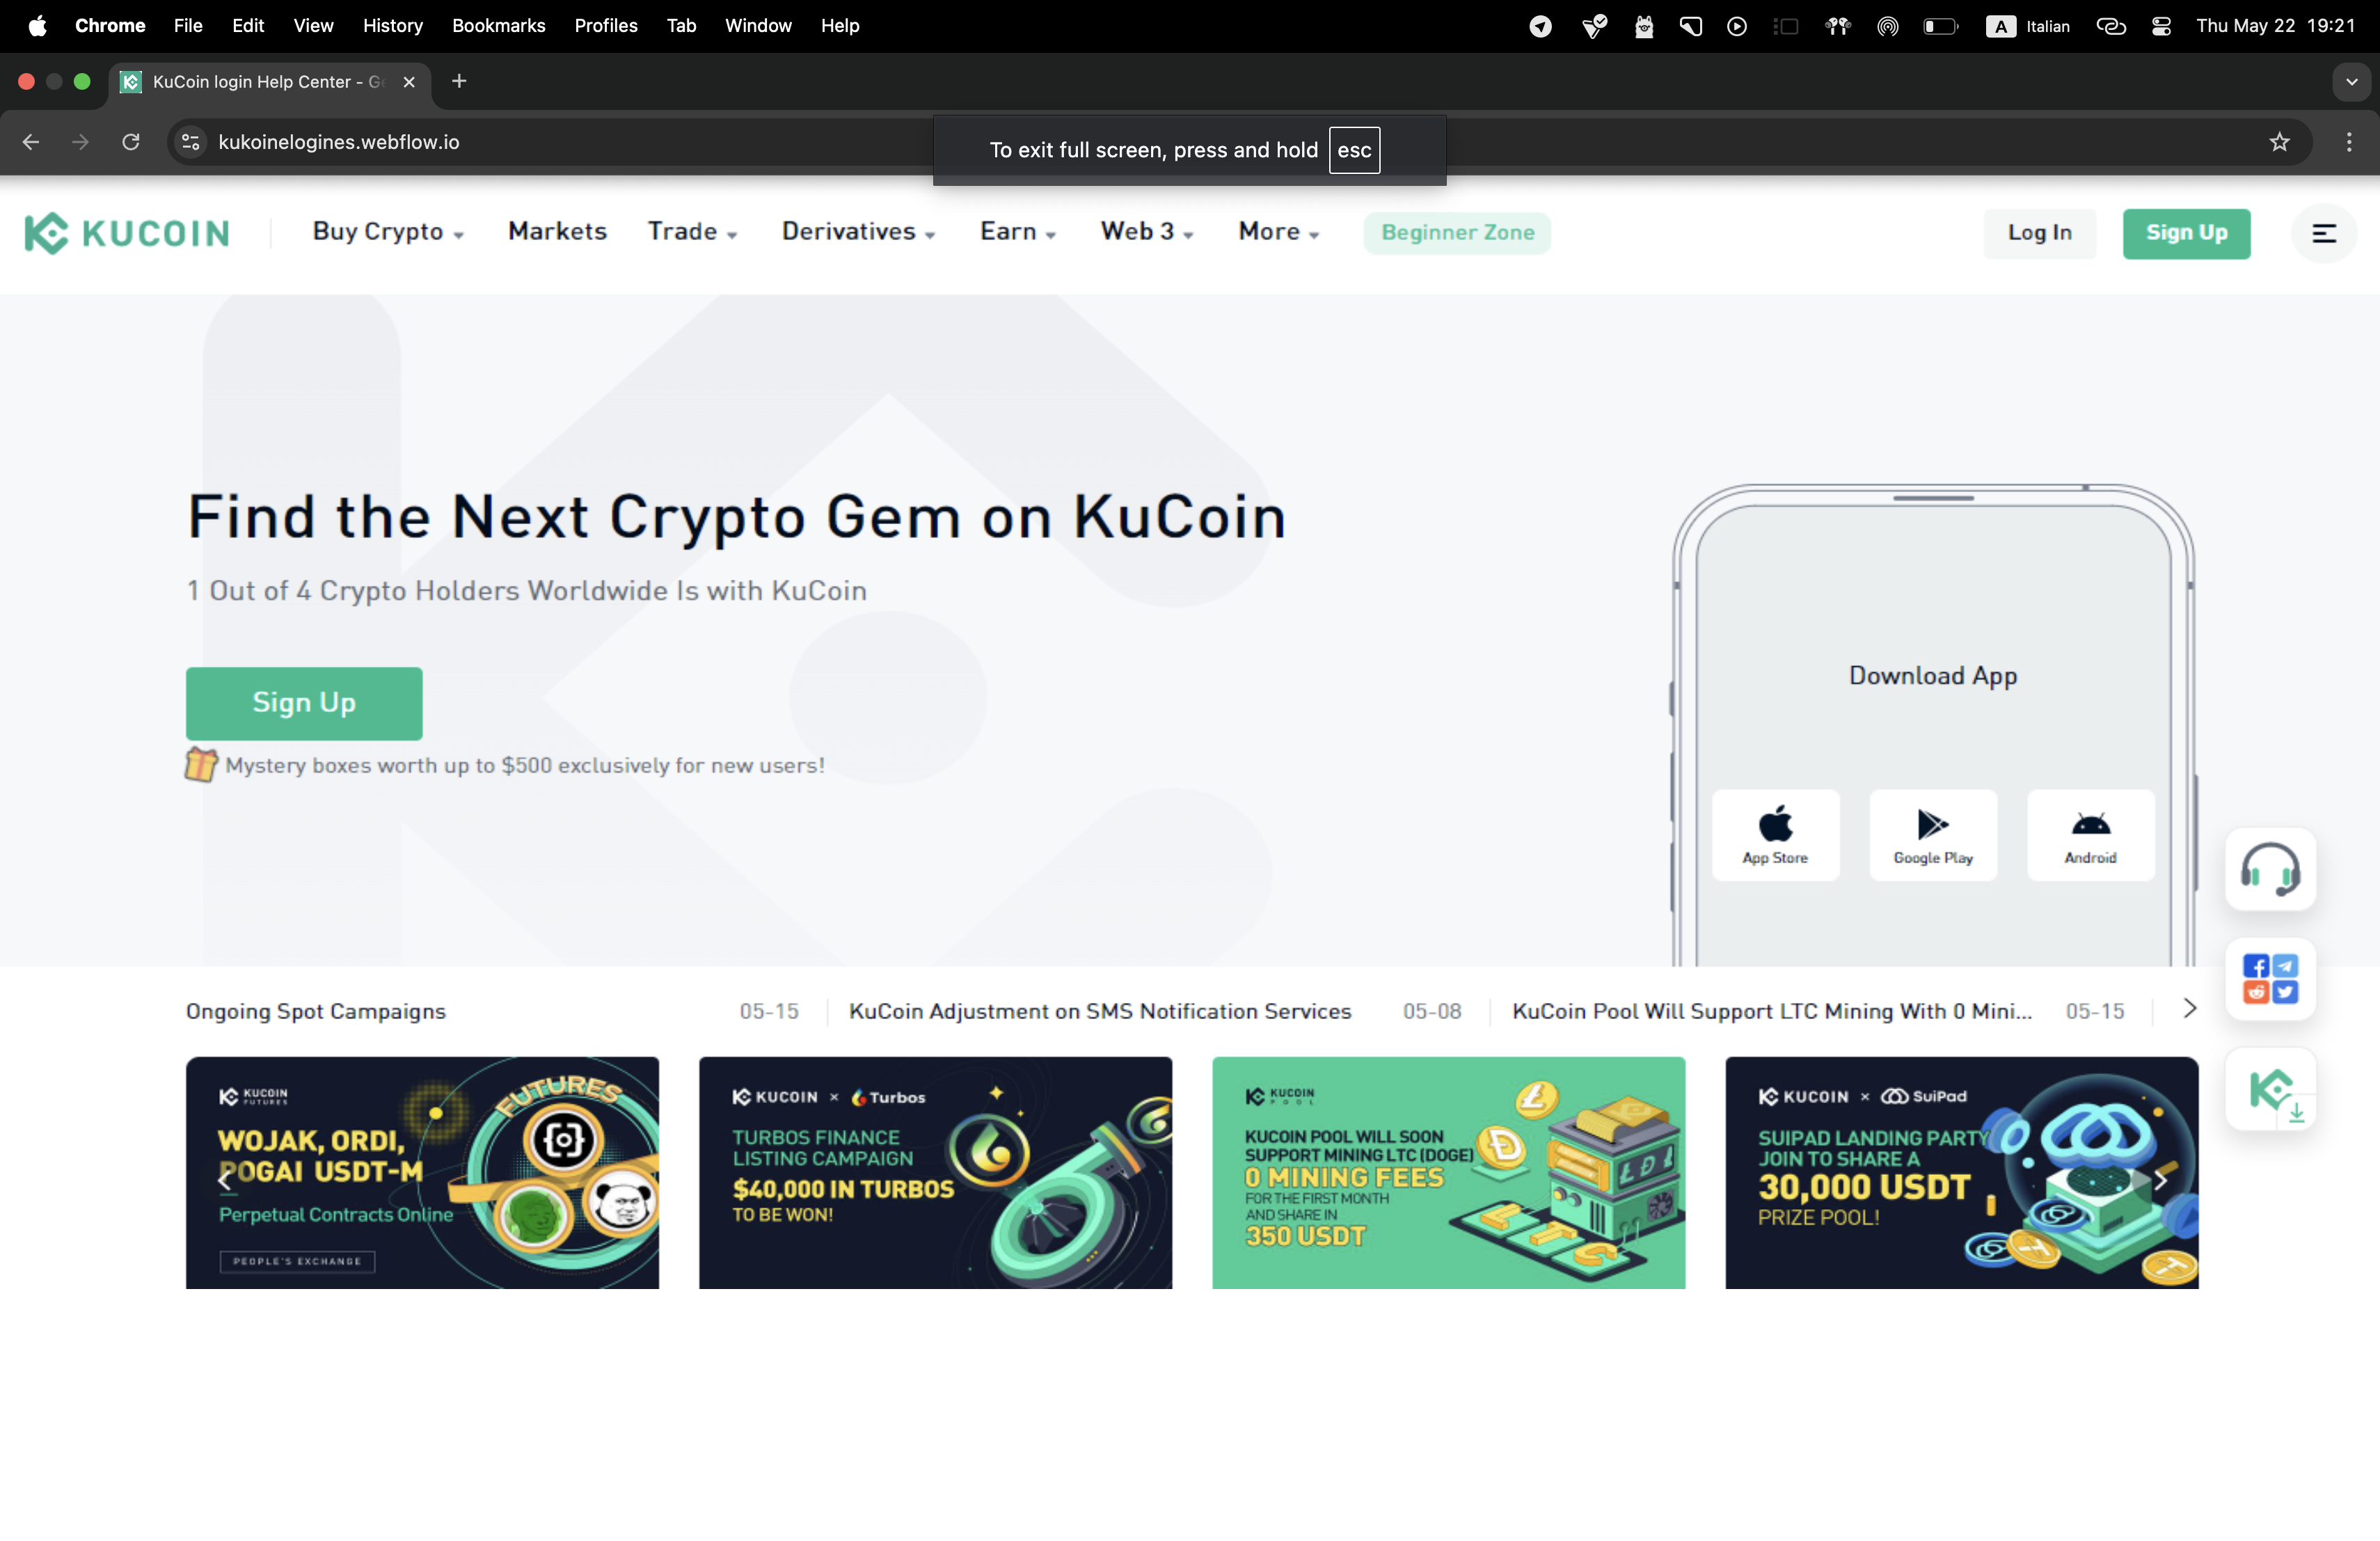 Chrome File Edit View History Bookmarks Profiles Tab Window Help
A Italian Thu May 22 19:21
KuCoin login Help Center - Ge
kukoinelogines.webflow.io
To exit full screen, press and hold esc
KUCOIN Buy Crypto Markets Trade Derivatives Earn Web 3 More Beginner Zone Log In Sign Up
Find the Next Crypto Gem on KuCoin
1 Out of 4 Crypto Holders Worldwide Is with KuCoin
Sign Up
Mystery boxes worth up to $500 exclusively for new users!
Download App
App Store Google Play Android
Ongoing Spot Campaigns 05-15 KuCoin Adjustment on SMS Notification Services 05-08 KuCoin Pool Will Support LTC Mining With 0 Mini... 05-15
KUCOIN
FUTURES
FUTURES
WOJAK, ORDI,
POGAI USDT-M
Perpetual Contracts Online
PEOPLE'S EXCHANGE
KUCOIN × Turbos
TURBOS FINANCE
LISTING CAMPAIGN
$40,000 IN TURBOS
TO BE WON!
KUCOIN
POOL
KUCOIN POOL WILL SOON
SUPPORT MINING LTC (DOGE)
0 MINING FEES
FOR THE FIRST MONTH
AND SHARE IN
350 USDT
LTC
KUCOIN × SuiPad
SUIPAD LANDING PARTY
JOIN TO SHARE A
30,000 USDT
PRIZE POOL!